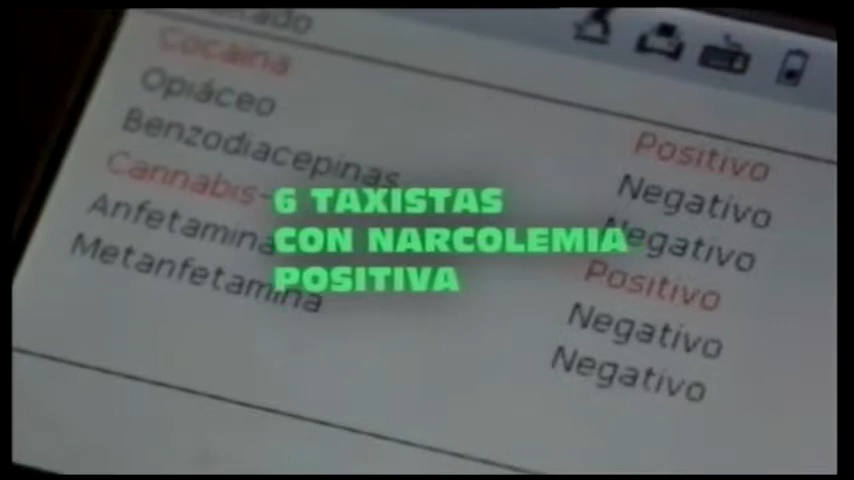 Cocaína Positivo
Opiáceo Negativo
Benzodiacepinas Negativo
Cannabis Positivo
Anfetamina Negativo
Metanfetamina Negativo
6 TAXISTAS
CON NARCOLEMIA
POSITIVA